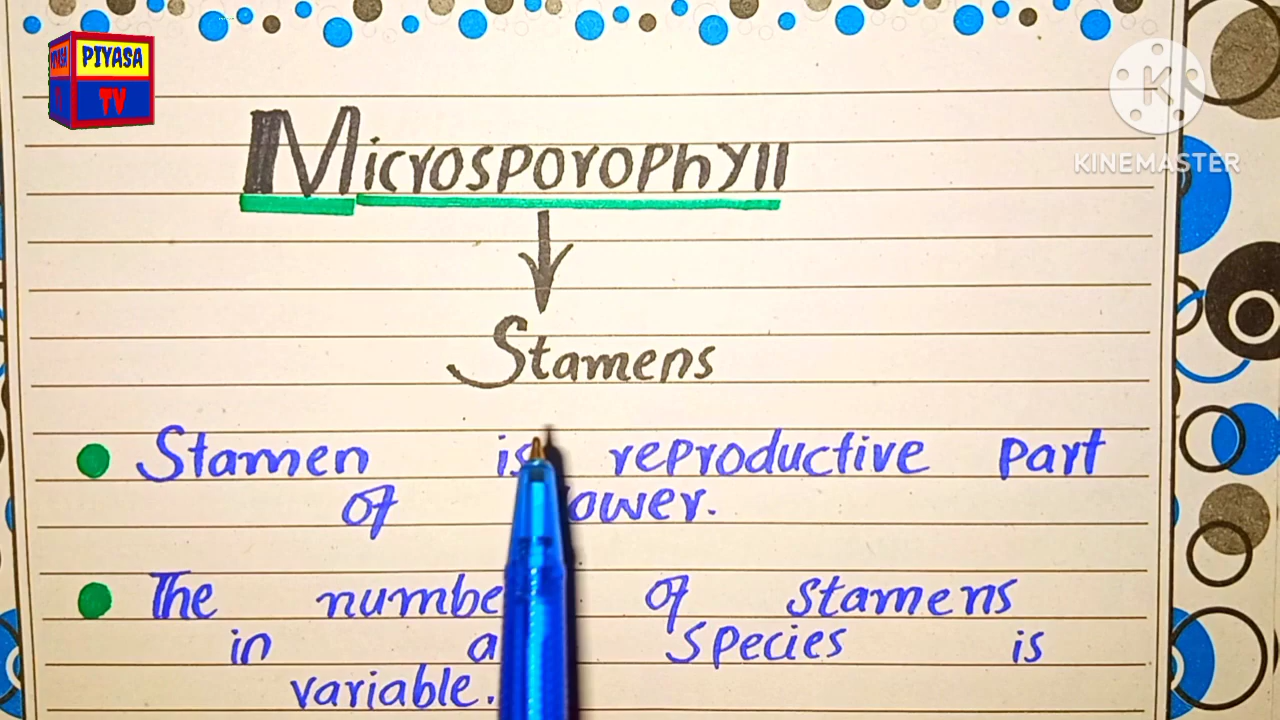 PIYASA
TV
KINEMASTER
Microsporophyll
Stamens
Stamen is reproductive part
of ower.
The numbe of stamens
in a species is
variable.